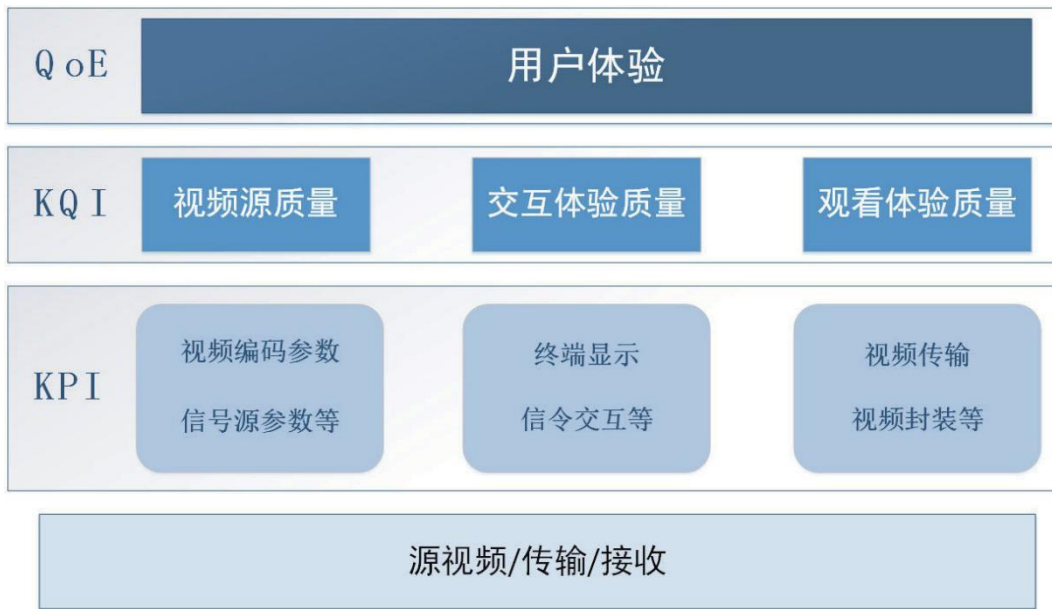 QoE
用户体验
KQI
视频源质量
交互体验质量
观看体验质量
KPI
视频编码参数
信号源参数等
终端显示
信令交互等
视频传输
视频封装等
源视频/传输/接收